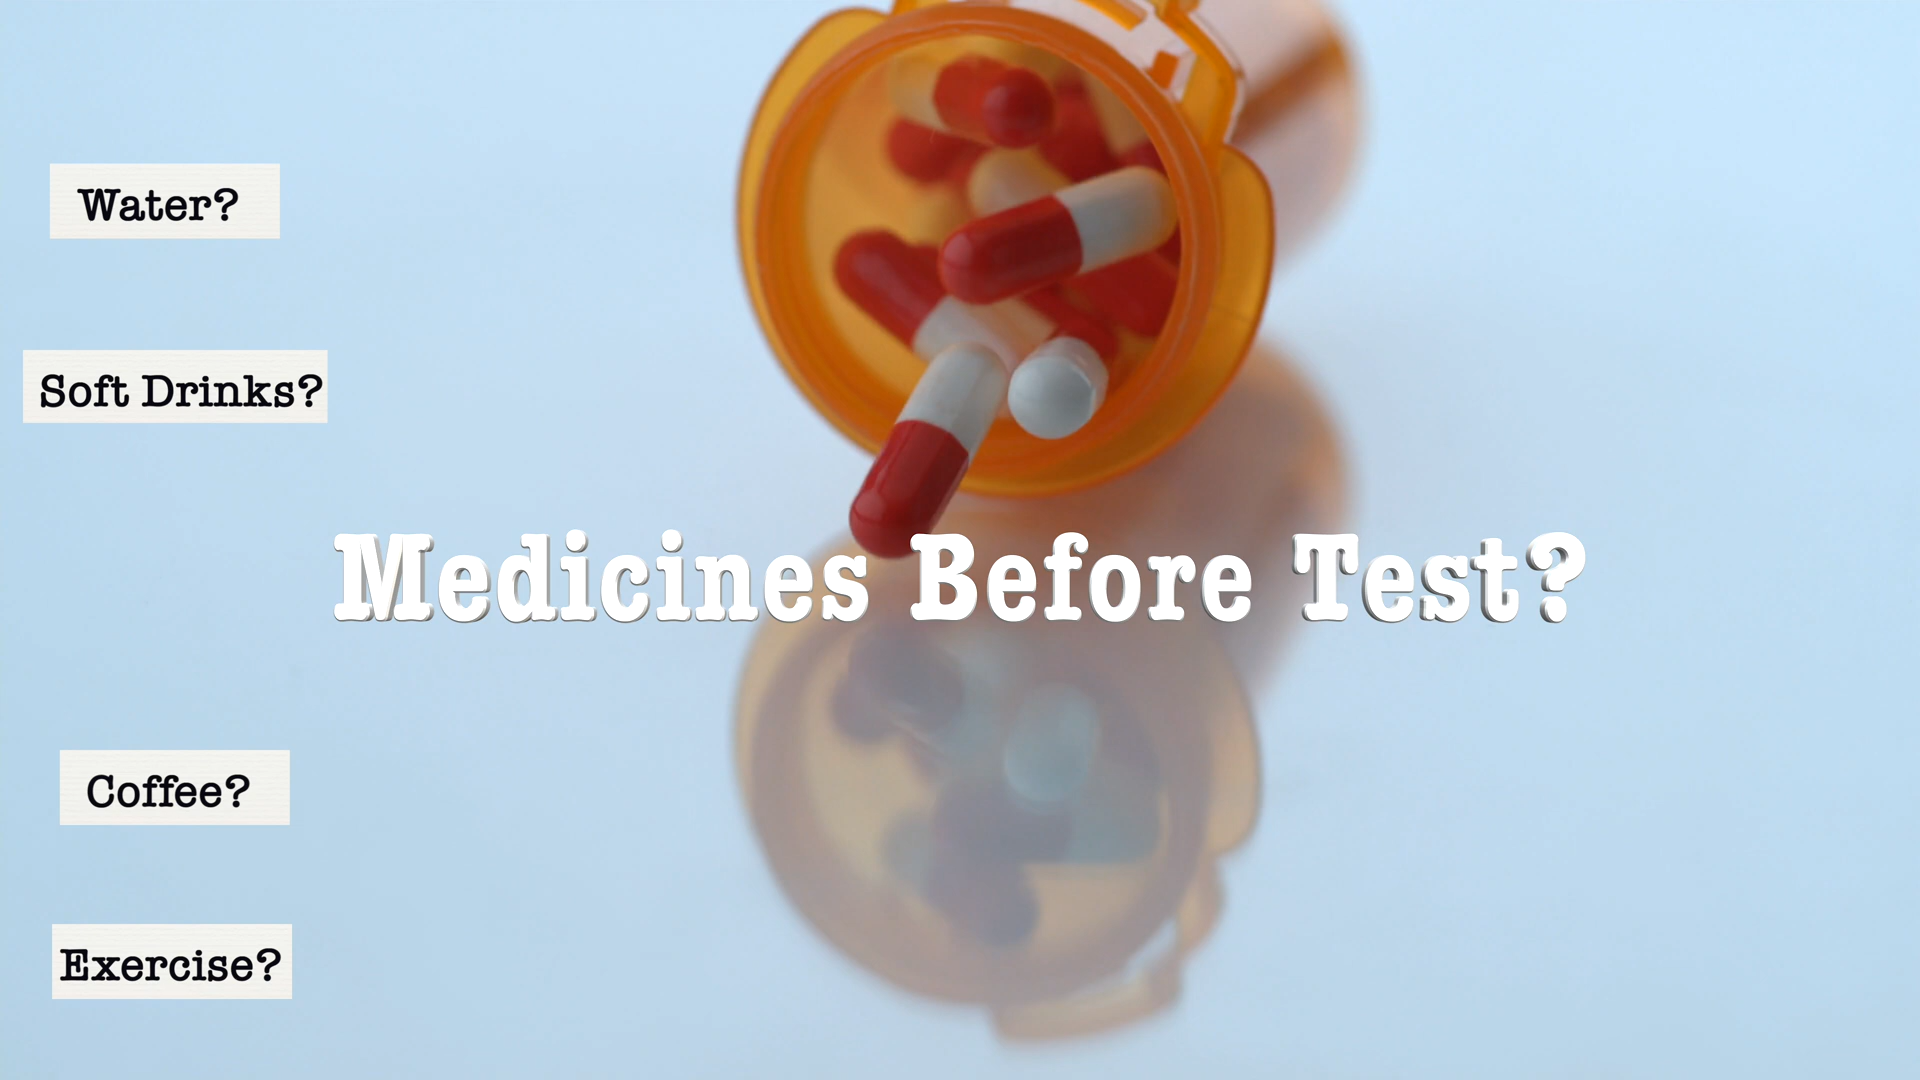 Water?
Soft Drinks?
Medicines Before Test?
Coffee?
Exercise?